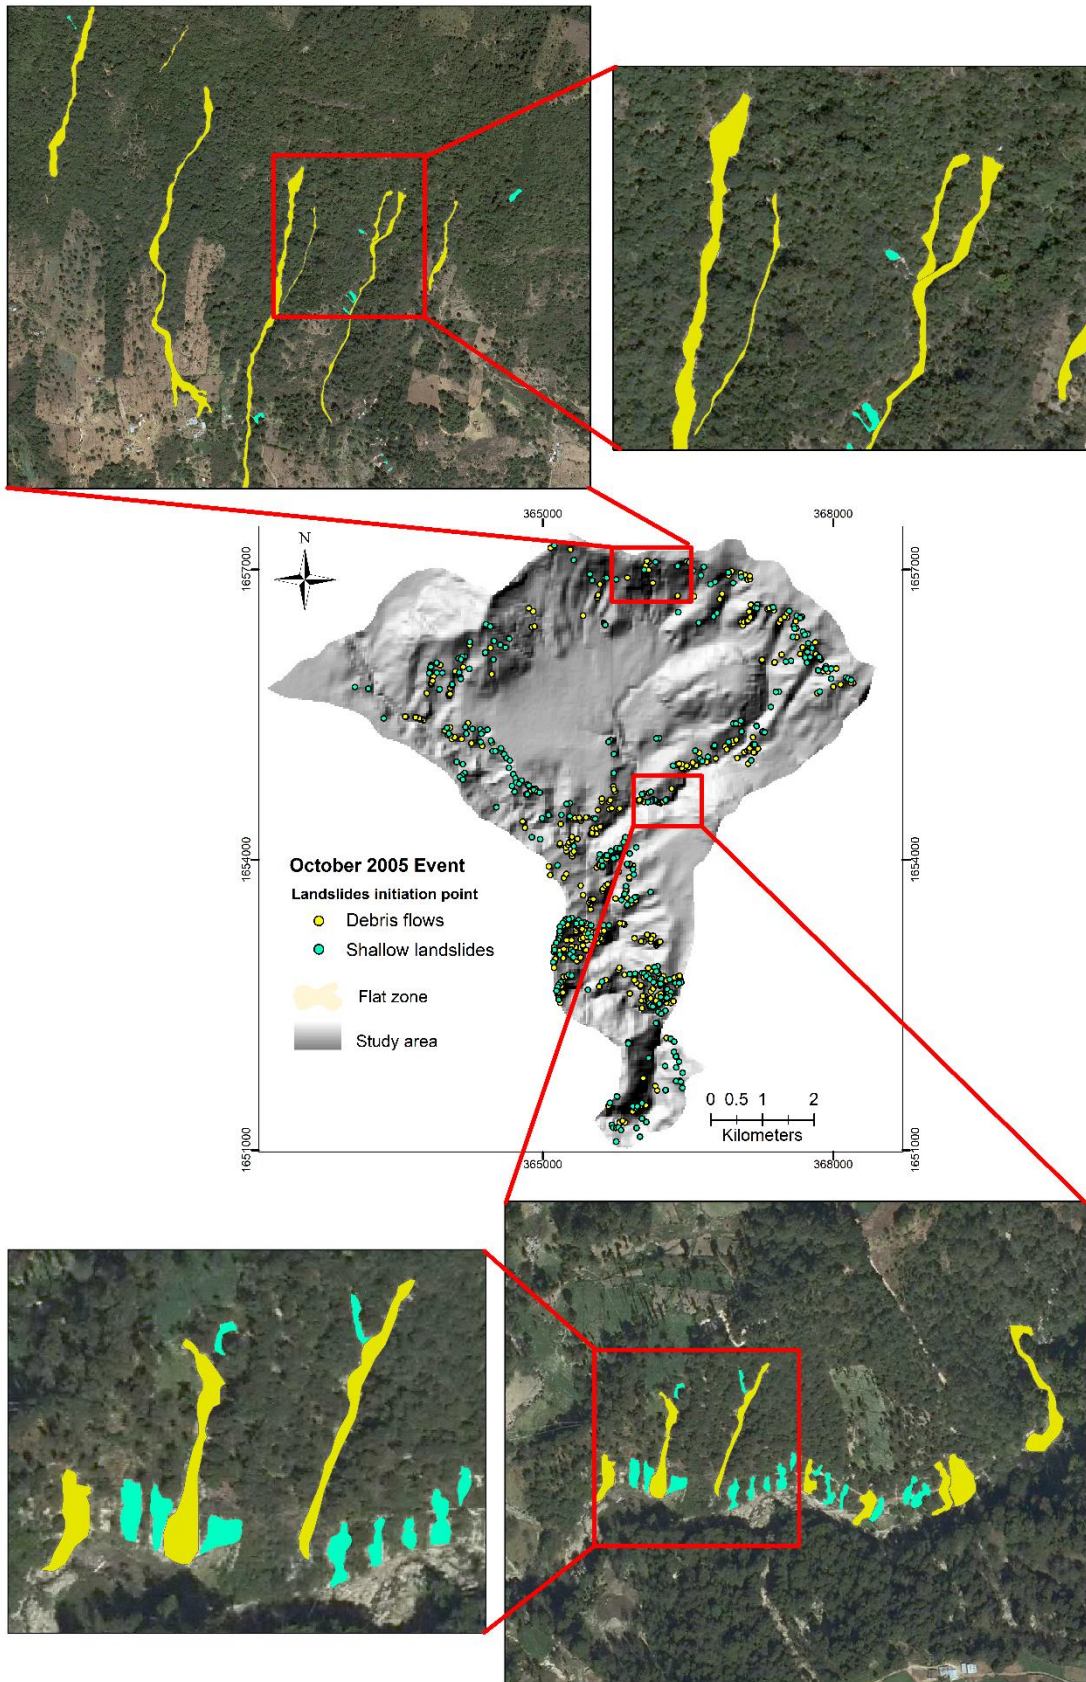 365000
368000
N
1657000
1657000
1654000
1654000
October 2005 Event
Landslides initiation point
Debris flows
Shallow landslides
Flat zone
Study area
0 0.5 1 2
Kilometers
1651000
1651000
365000
368000